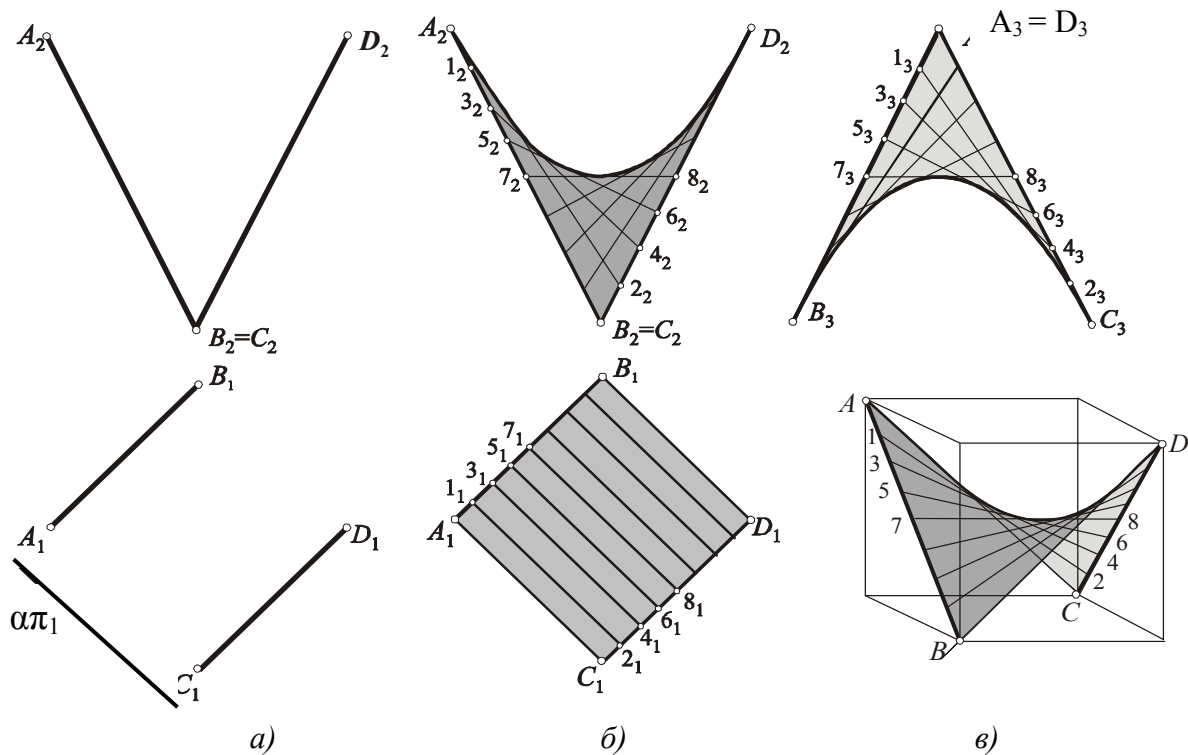 A₂ D₂
B₂=C₂
B₁
A₁
D₁
απ₁
C₁
а)
A₂ D₂
1₂
3₂
5₂
7₂ 8₂
6₂
4₂
2₂
B₂=C₂
B₁
7₁
5₁
3₁
1₁
A₁ D₁
8₁
6₁
4₁
2₁
C₁
б)
A₃ = D₃
1₃
3₃
5₃
7₃ 8₃
6₃
4₃
2₃
B₃ C₃
A
D
1
3
5
7
8
6
4
2
C
B
в)